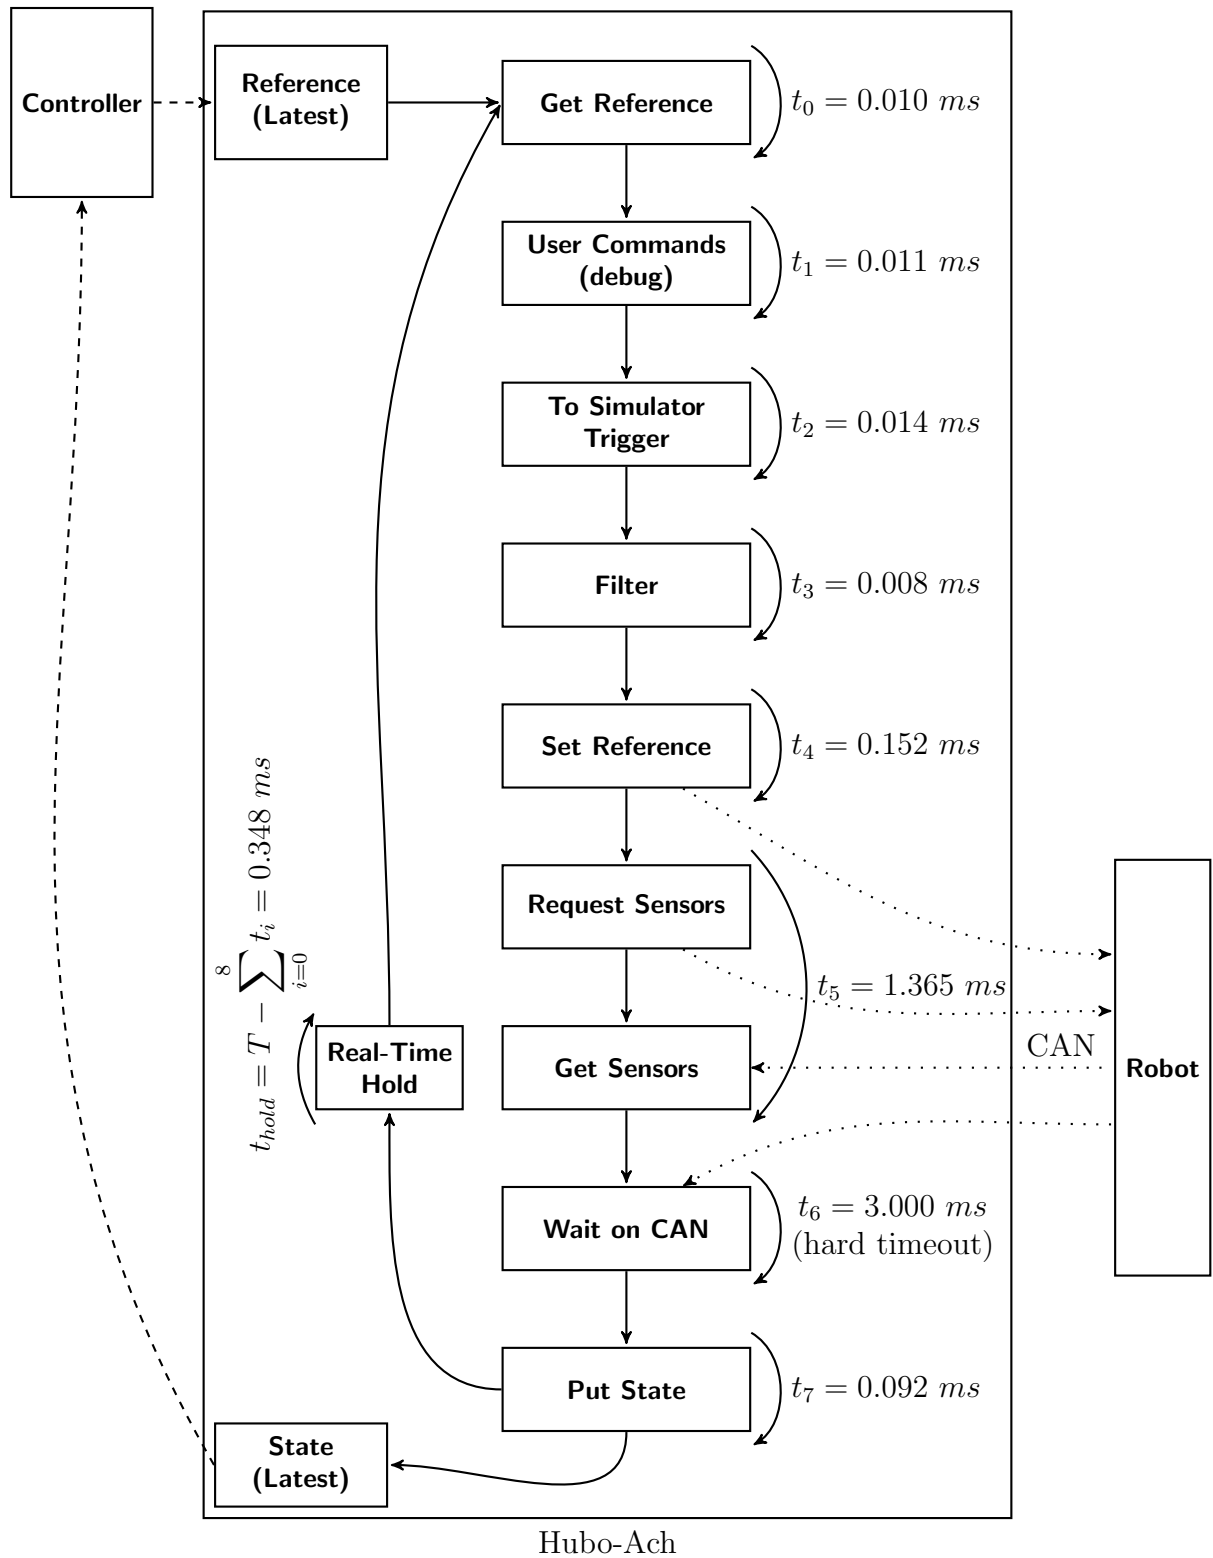 Controller
Reference
(Latest)
Get Reference
t_0 = 0.010 ms
User Commands
(debug)
t_1 = 0.011 ms
To Simulator
Trigger
t_2 = 0.014 ms
Filter
t_3 = 0.008 ms
Set Reference
t_4 = 0.152 ms
Request Sensors
t_5 = 1.365 ms
t_{hold} = T − \sum_{i=0}^{8} t_i = 0.348 ms
Real-Time
Hold
Get Sensors
CAN
Robot
Wait on CAN
t_6 = 3.000 ms
(hard timeout)
Put State
t_7 = 0.092 ms
State
(Latest)
Hubo-Ach